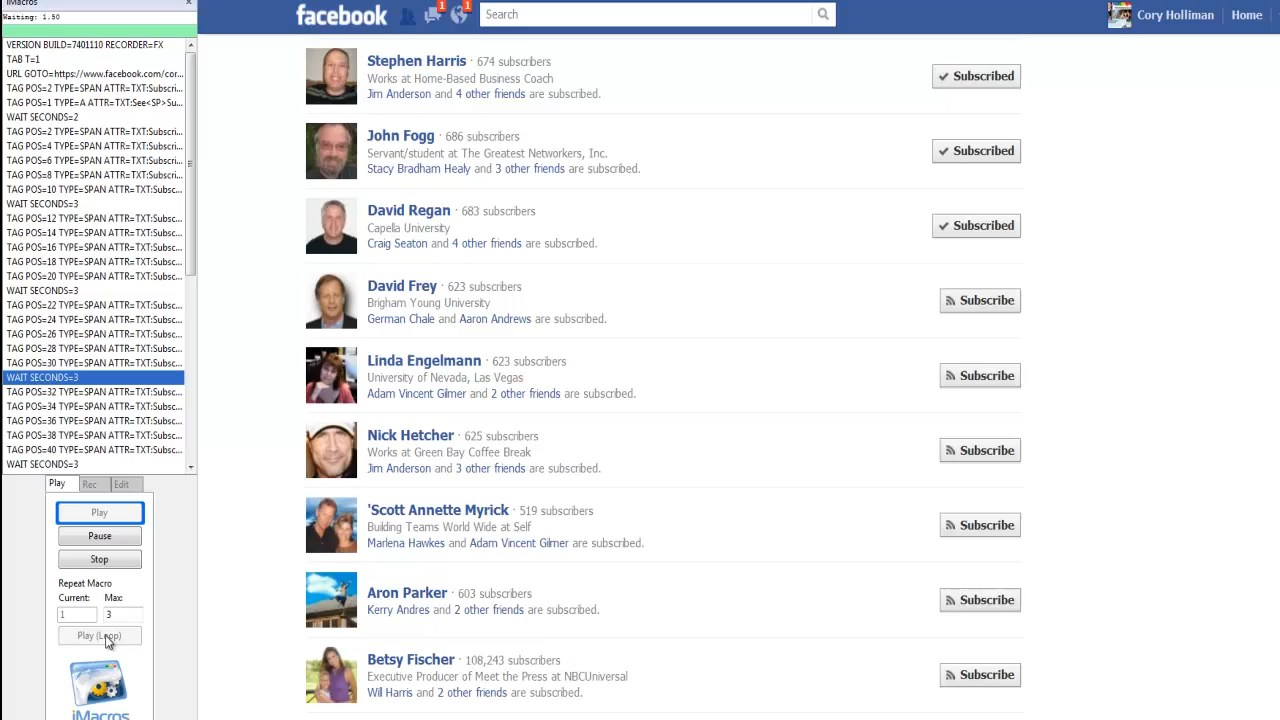 iMacros
×
Waiting: 1.50
VERSION BUILD=7401110 RECORDER=FX
TAB T=1
URL GOTO=https://www.facebook.com/cor...
TAG POS=2 TYPE=SPAN ATTR=TXT:Subscri...
TAG POS=1 TYPE=A ATTR=TXT:See<SP>Su...
WAIT SECONDS=2
TAG POS=2 TYPE=SPAN ATTR=TXT:Subscri...
TAG POS=4 TYPE=SPAN ATTR=TXT:Subscri...
TAG POS=6 TYPE=SPAN ATTR=TXT:Subscri...
TAG POS=8 TYPE=SPAN ATTR=TXT:Subscri...
TAG POS=10 TYPE=SPAN ATTR=TXT:Subsc...
WAIT SECONDS=3
TAG POS=12 TYPE=SPAN ATTR=TXT:Subsc...
TAG POS=14 TYPE=SPAN ATTR=TXT:Subsc...
TAG POS=16 TYPE=SPAN ATTR=TXT:Subsc...
TAG POS=18 TYPE=SPAN ATTR=TXT:Subsc...
TAG POS=20 TYPE=SPAN ATTR=TXT:Subsc...
WAIT SECONDS=3
TAG POS=22 TYPE=SPAN ATTR=TXT:Subsc...
TAG POS=24 TYPE=SPAN ATTR=TXT:Subsc...
TAG POS=26 TYPE=SPAN ATTR=TXT:Subsc...
TAG POS=28 TYPE=SPAN ATTR=TXT:Subsc...
TAG POS=30 TYPE=SPAN ATTR=TXT:Subsc...
WAIT SECONDS=3
TAG POS=32 TYPE=SPAN ATTR=TXT:Subsc...
TAG POS=34 TYPE=SPAN ATTR=TXT:Subsc...
TAG POS=36 TYPE=SPAN ATTR=TXT:Subsc...
TAG POS=38 TYPE=SPAN ATTR=TXT:Subsc...
TAG POS=40 TYPE=SPAN ATTR=TXT:Subsc...
WAIT SECONDS=3
Play Rec Edit
Play
Pause
Stop
Repeat Macro
Current: Max:
1 3
Play (Loop)
iMacros
facebook 1 1 Search Cory Holliman Home
Stephen Harris · 674 subscribers
Works at Home-Based Business Coach
Jim Anderson and 4 other friends are subscribed.
Subscribed
John Fogg · 686 subscribers
Servant/student at The Greatest Networkers, Inc.
Stacy Bradham Healy and 3 other friends are subscribed.
Subscribed
David Regan · 683 subscribers
Capella University
Craig Seaton and 4 other friends are subscribed.
Subscribed
David Frey · 623 subscribers
Brigham Young University
German Chale and Aaron Andrews are subscribed.
Subscribe
Linda Engelmann · 623 subscribers
University of Nevada, Las Vegas
Adam Vincent Gilmer and 2 other friends are subscribed.
Subscribe
Nick Hetcher · 625 subscribers
Works at Green Bay Coffee Break
Jim Anderson and 3 other friends are subscribed.
Subscribe
'Scott Annette Myrick · 519 subscribers
Building Teams World Wide at Self
Marlena Hawkes and Adam Vincent Gilmer are subscribed.
Subscribe
Aron Parker · 603 subscribers
Kerry Andres and 2 other friends are subscribed.
Subscribe
Betsy Fischer · 108,243 subscribers
Executive Producer of Meet the Press at NBCUniversal
Will Harris and 2 other friends are subscribed.
Subscribe